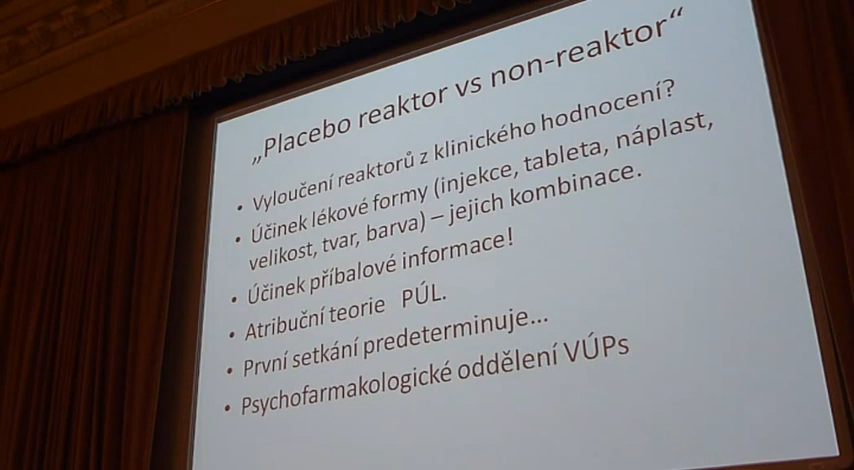 „Placebo reaktor vs non-reaktor“
• Vyloučení reaktorů z klinického hodnocení?
• Účinek lékové formy (injekce, tableta, náplast,
velikost, tvar, barva) – jejich kombinace.
• Účinek příbalové informace!
• Atribuční teorie PÚL.
• První setkání predeterminuje...
• Psychofarmakologické oddělení VÚPs